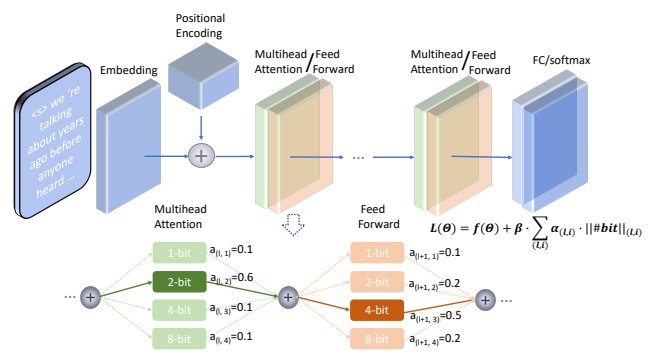 Positional
Encoding
Embedding
Multihead
Attention
/
Feed
Forward
Multihead
Attention
/
Feed
Forward
FC/softmax
<s> we 're
talking
about years
ago before
anyone
heard ...
+
...
L(Θ) = f(Θ) + β · ∑(l,i) α(l,i) · ||#bit||(l,i)
Multihead
Attention
Feed
Forward
1-bit a(l, 1)=0.1
2-bit a(l, 2)=0.6
4-bit a(l, 3)=0.1
8-bit a(l, 4)=0.1
1-bit a(l+1, 1)=0.1
2-bit a(l+1, 2)=0.2
4-bit a(l+1, 3)=0.5
8-bit a(l+1, 4)=0.2
... +
+
+ ...